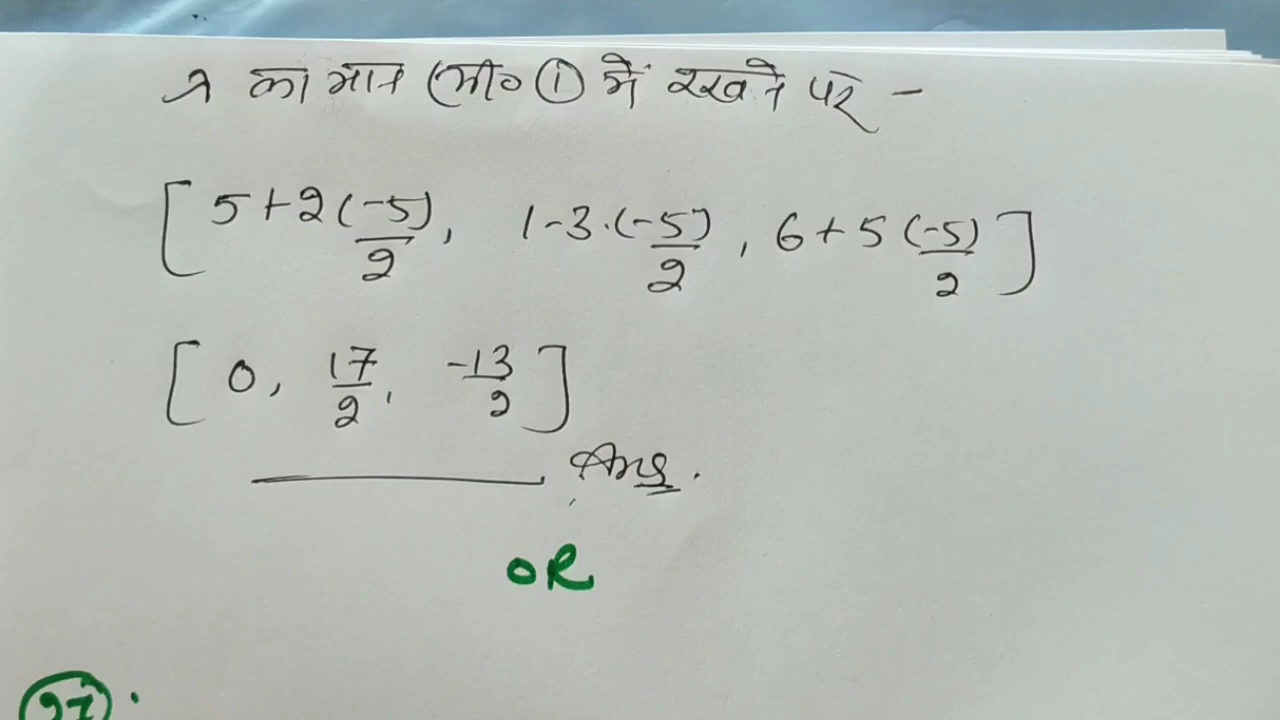 λ का मान समी० ① में रखने पर -
[ 5+2(-5)/2, 1-3.(-5)/2, 6+5(-5)/2 ]
[ 0, 17/2, -13/2 ]
Ans.
OR
27.